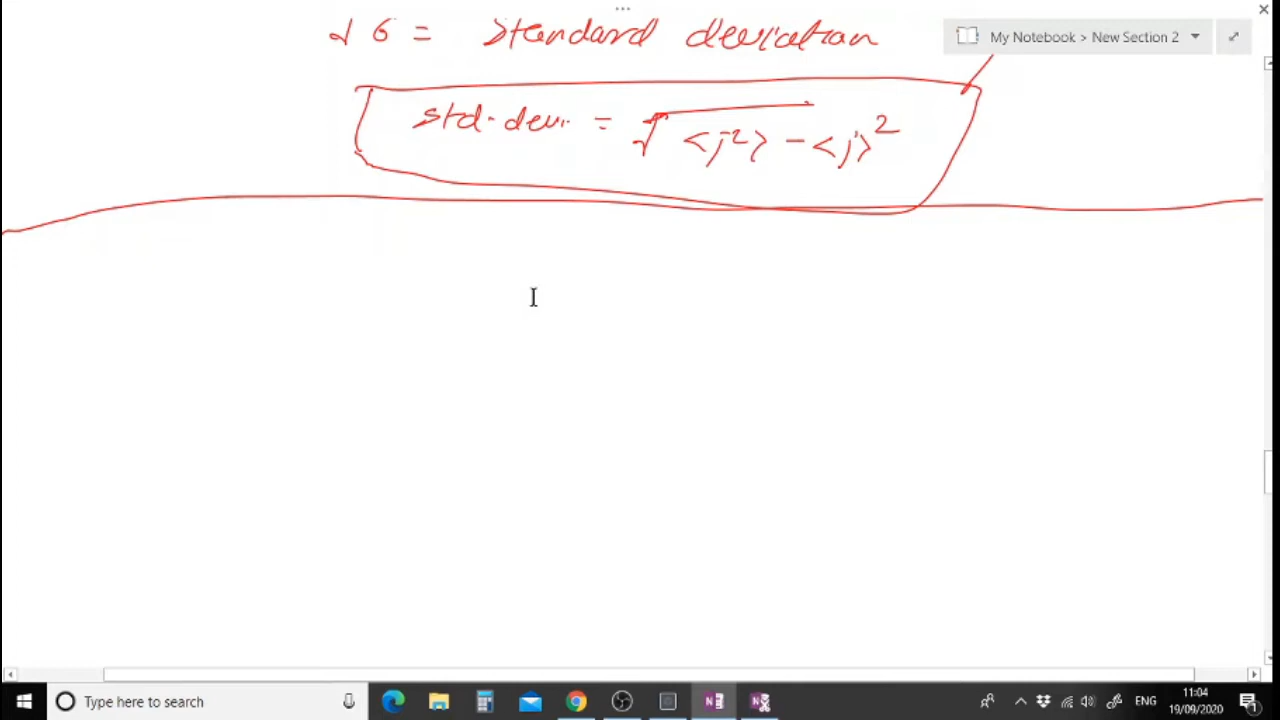 & σ = Standard deviation
My Notebook > New Section 2
std. dev. = √<j²> - <j>²
Type here to search
ENG
11:04
19/09/2020